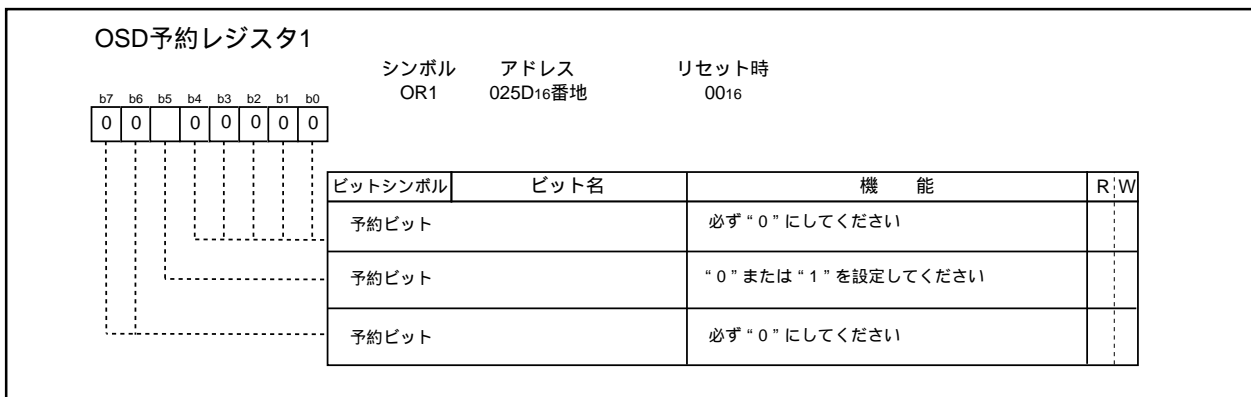 OSD予約レジスタ1
シンボル アドレス リセット時
OR1 025D16番地 0016
b7 b6 b5 b4 b3 b2 b1 b0
0 0 0 0 0 0 0
ビットシンボル ビット名 機 能 R W
予約ビット 必ず“0”にしてください
予約ビット “0”または“1”を設定してください
予約ビット 必ず“0”にしてください